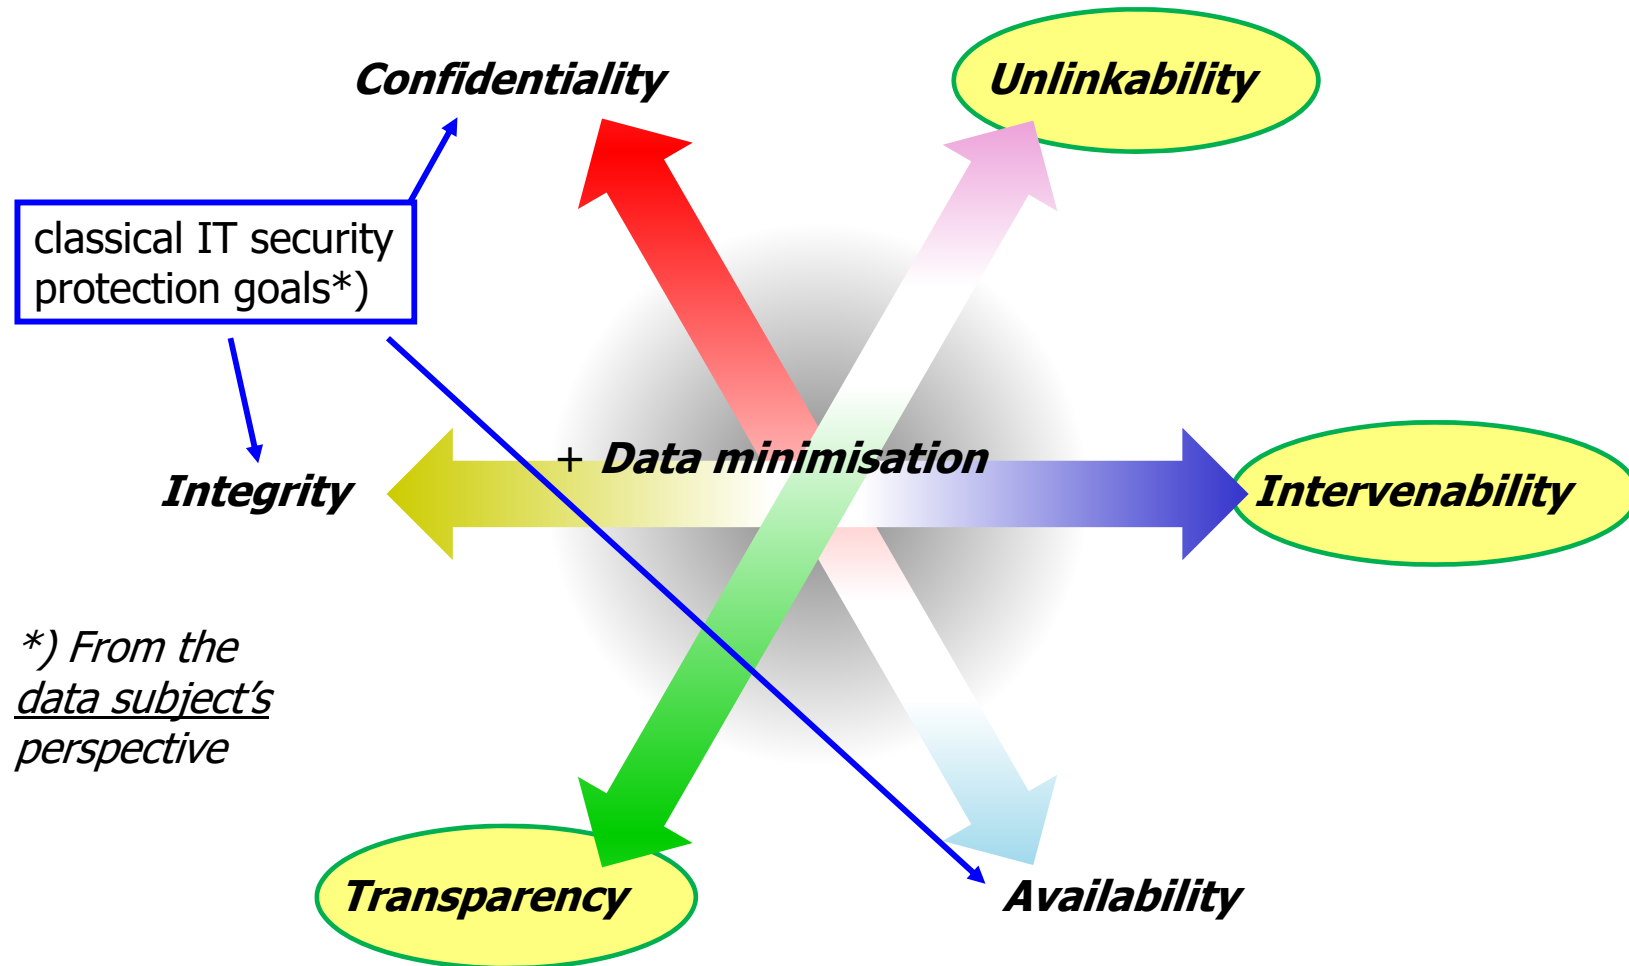 Confidentiality
Unlinkability
classical IT security
protection goals*)
+ Data minimisation
Integrity
Intervenability
*) From the
data subject’s
perspective
Transparency
Availability